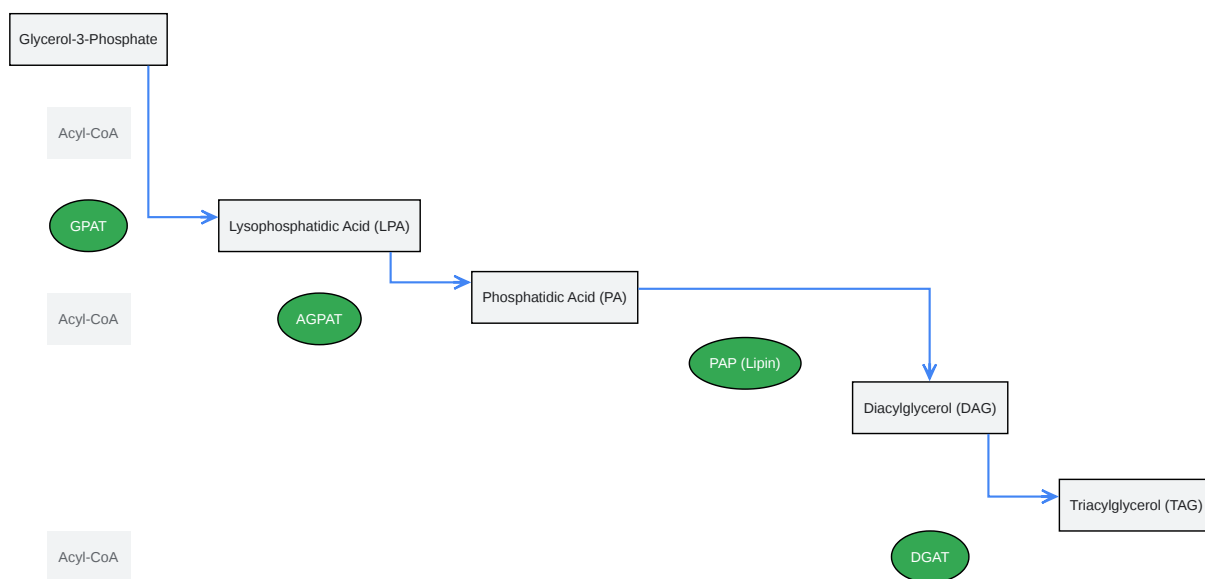 Glycerol-3-Phosphate
Acyl-CoA
GPAT
Lysophosphatidic Acid (LPA)
Phosphatidic Acid (PA)
Acyl-CoA
AGPAT
PAP (Lipin)
Diacylglycerol (DAG)
Triacylglycerol (TAG)
Acyl-CoA
DGAT